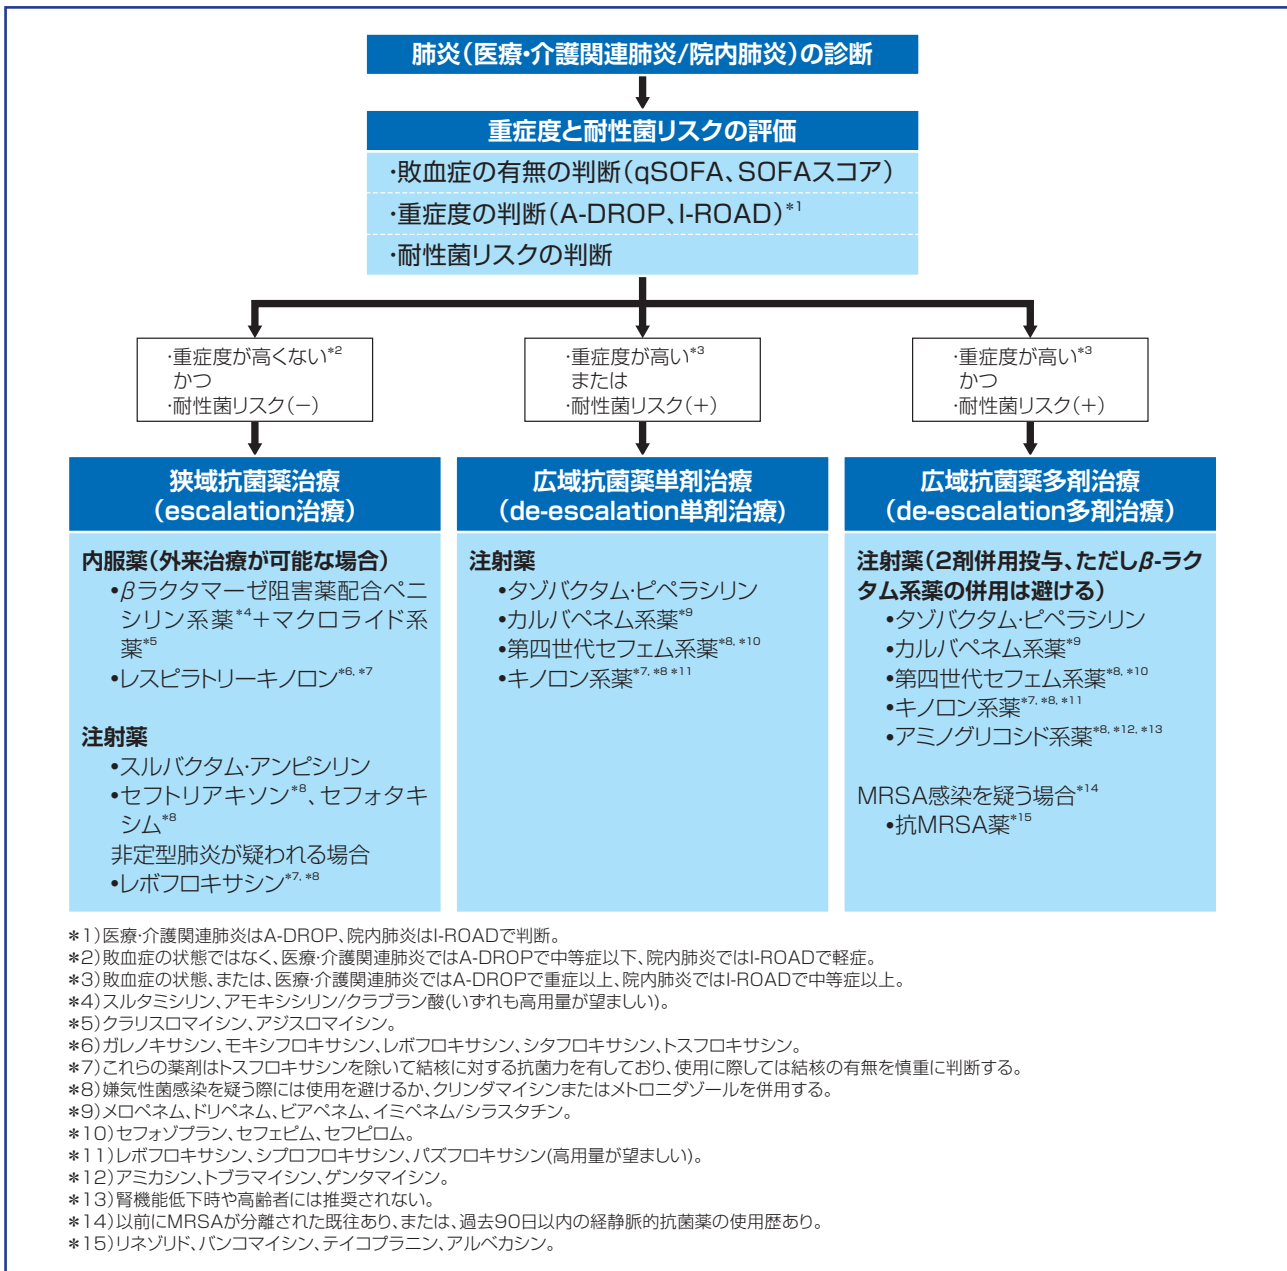 肺炎（医療・介護関連肺炎/院内肺炎）の診断
重症度と耐性菌リスクの評価
・敗血症の有無の判断（qSOFA、SOFAスコア）
・重症度の判断（A-DROP、I-ROAD）*1
・耐性菌リスクの判断
・重症度が高くない*2
かつ
・耐性菌リスク（－）
・重症度が高い*3
または
・耐性菌リスク（＋）
・重症度が高い*3
かつ
・耐性菌リスク（＋）
狭域抗菌薬治療
（escalation治療）
内服薬（外来治療が可能な場合）
•βラクタマーゼ阻害薬配合ペニ
シリン系薬*4＋マクロライド系
薬*5
•レスピラトリーキノロン*6, *7
注射薬
•スルバクタム・アンピシリン
•セフトリアキソン*8、セフォタキ
シム*8
非定型肺炎が疑われる場合
•レボフロキサシン*7, *8
広域抗菌薬単剤治療
（de-escalation単剤治療）
注射薬
•タゾバクタム・ピペラシリン
•カルバペネム系薬*9
•第四世代セフェム系薬*8, *10
•キノロン系薬*7, *8 *11
広域抗菌薬多剤治療
（de-escalation多剤治療）
注射薬（2剤併用投与、ただしβ-ラク
タム系薬の併用は避ける）
•タゾバクタム・ピペラシリン
•カルバペネム系薬*9
•第四世代セフェム系薬*8, *10
•キノロン系薬*7, *8, *11
•アミノグリコシド系薬*8, *12, *13
MRSA感染を疑う場合*14
•抗MRSA薬*15
*1）医療・介護関連肺炎はA-DROP、院内肺炎はI-ROADで判断。
*2）敗血症の状態ではなく、医療・介護関連肺炎ではA-DROPで中等症以下、院内肺炎ではI-ROADで軽症。
*3）敗血症の状態、または、医療・介護関連肺炎ではA-DROPで重症以上、院内肺炎ではI-ROADで中等症以上。
*4）スルタミシリン、アモキシシリン/クラブラン酸(いずれも高用量が望ましい)。
*5）クラリスロマイシン、アジスロマイシン。
*6）ガレノキサシン、モキシフロキサシン、レボフロキサシン、シタフロキサシン、トスフロキサシン。
*7）これらの薬剤はトスフロキサシンを除いて結核に対する抗菌力を有しており、使用に際しては結核の有無を慎重に判断する。
*8）嫌気性菌感染を疑う際には使用を避けるか、クリンダマイシンまたはメトロニダゾールを併用する。
*9）メロペネム、ドリペネム、ビアペネム、イミペネム/シラスタチン。
*10）セフォゾプラン、セフェピム、セフピロム。
*11）レボフロキサシン、シプロフロキサシン、パズフロキサシン(高用量が望ましい)。
*12）アミカシン、トブラマイシン、ゲンタマイシン。
*13）腎機能低下時や高齢者には推奨されない。
*14）以前にMRSAが分離された既往あり、または、過去90日以内の経静脈的抗菌薬の使用歴あり。
*15）リネゾリド、バンコマイシン、テイコプラニン、アルベカシン。